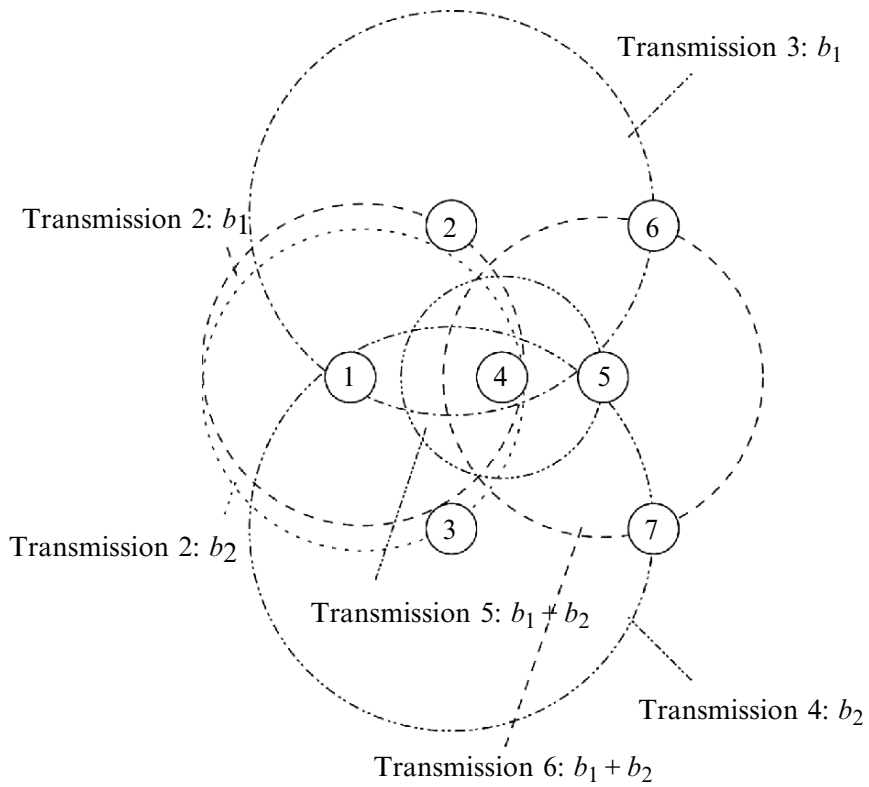 Transmission 3: b1
Transmission 2: b1
2
6
1
4
5
3
7
Transmission 2: b2
Transmission 5: b1 + b2
Transmission 4: b2
Transmission 6: b1 + b2